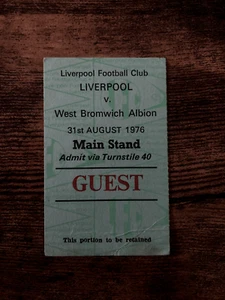 Liverpool Football Club
LIVERPOOL
v.
West Bromwich Albion
31st AUGUST 1976
Main Stand
Admit via Turnstile 40
GUEST
This portion to be retained